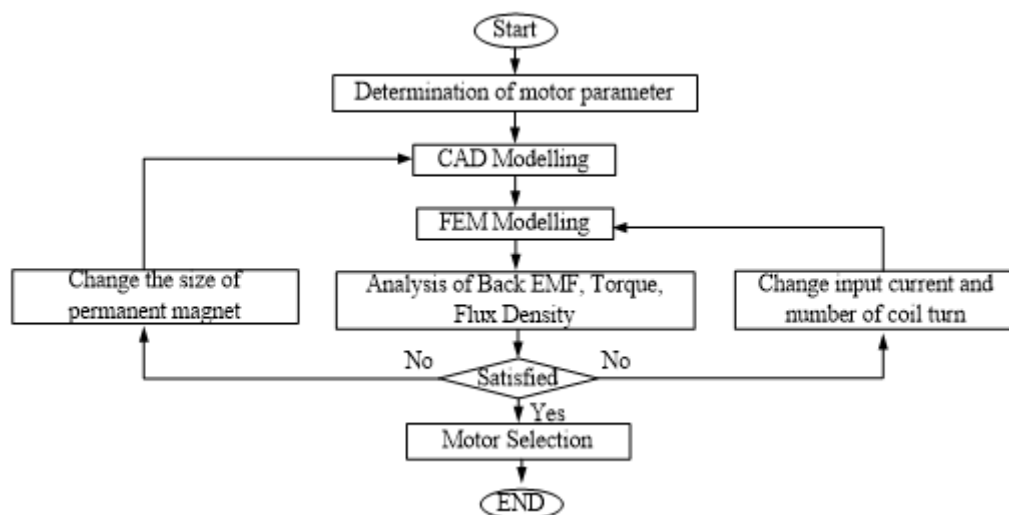 Start
Determination of motor parameter
CAD Modelling
FEM Modelling
Change the size of
permanent magnet
Analysis of Back EMF, Torque,
Flux Density
Change input current and
number of coil turn
No
Satisfied
No
Yes
Motor Selection
END